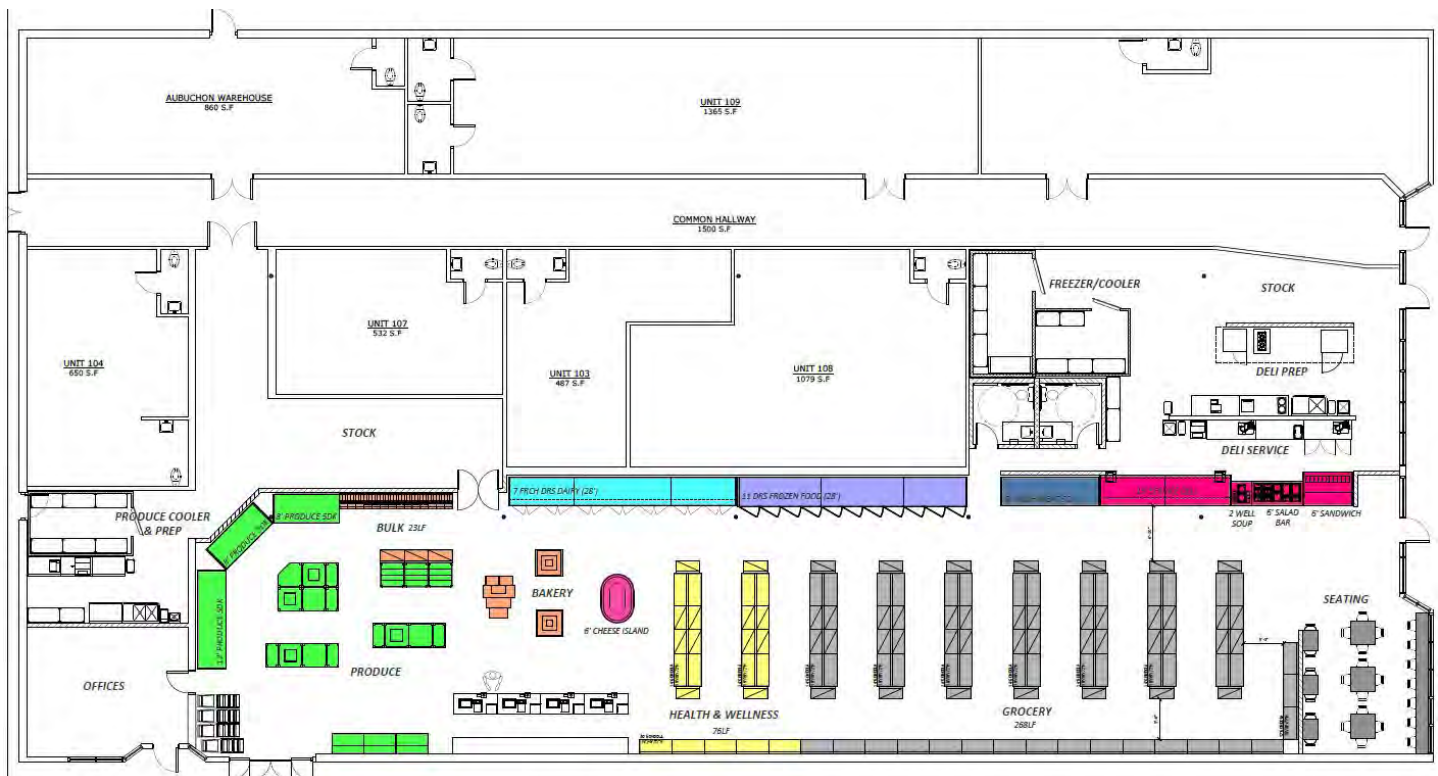 AUBUCHON WAREHOUSE
860 S.F
UNIT 109
1365 S.F
COMMON HALLWAY
1500 S.F
UNIT 104
650 S.F
UNIT 107
532 S.F
UNIT 103
487 S.F
UNIT 108
1079 S.F
FREEZER/COOLER
STOCK
DELI PREP
DELI SERVICE
STOCK
PRODUCE COOLER
& PREP
8' PRODUCE SDK
8' PRODUCE SDK
12' PRODUCE SDK
BULK 23LF
7 FRCH DRS DAIRY (28')
11 DRS FROZEN FOOD (28')
2 WELL
SOUP
6' SALAD
BAR
6' SANDWICH
BAKERY
6' CHEESE ISLAND
SEATING
PRODUCE
OFFICES
HEALTH & WELLNESS
76LF
GROCERY
268LF